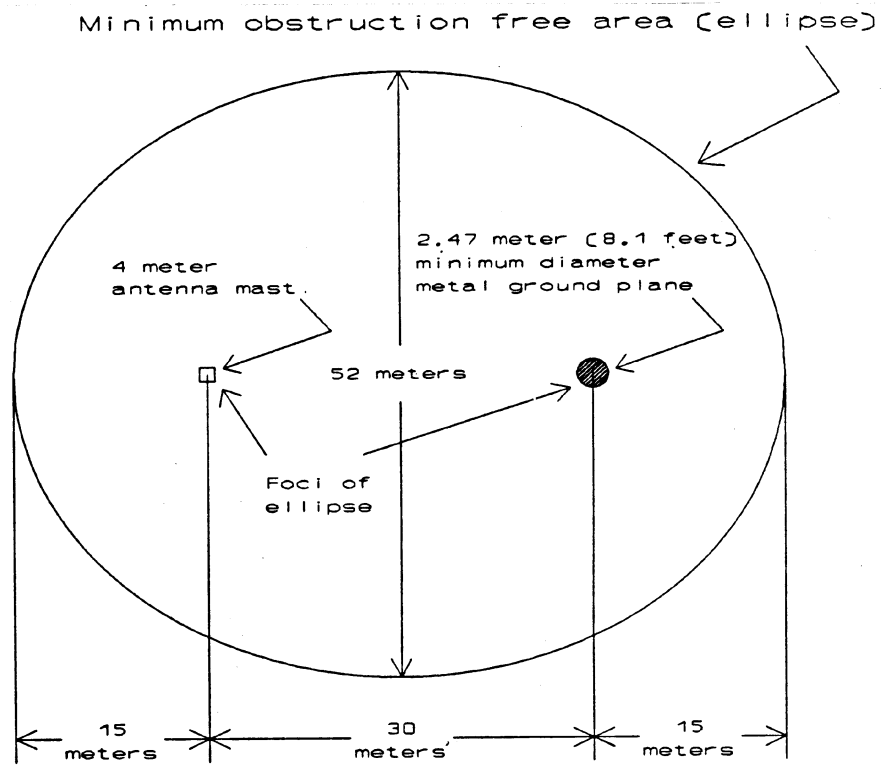 Minimum obstruction free area (ellipse)
2.47 meter (8.1 feet)
minimum diameter
metal ground plane
4 meter
antenna mast
52 meters
Foci of
ellipse
15
meters
30
meters
15
meters